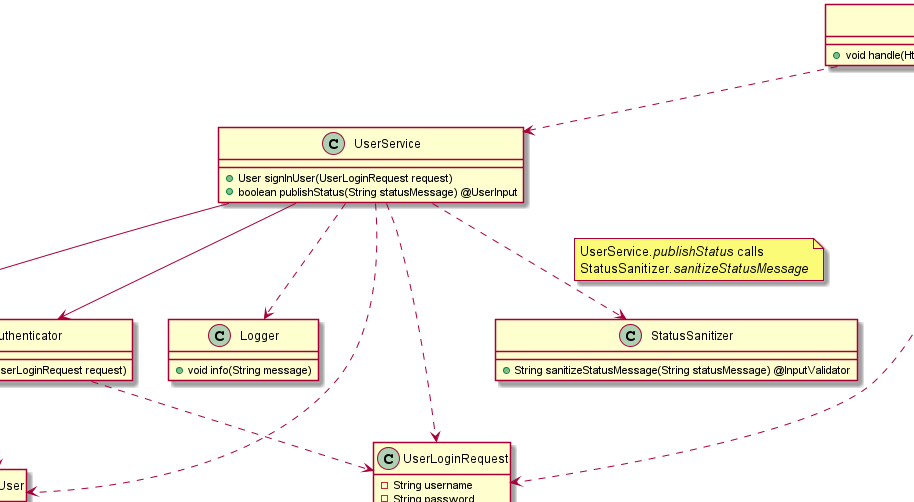 void handle(Ht
C UserService
User signInUser(UserLoginRequest request)
boolean publishStatus(String statusMessage) @UserInput
UserService.publishStatus calls
StatusSanitizer.sanitizeStatusMessage
uthenticator
serLoginRequest request)
C Logger
void info(String message)
C StatusSanitizer
String sanitizeStatusMessage(String statusMessage) @InputValidator
C UserLoginRequest
String username
String password
User